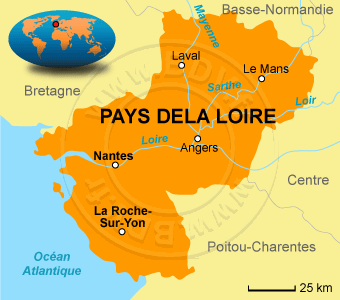 Basse-Normandie
Mayenne
Laval
Le Mans
Sarthe
Bretagne
Loir
PAYS DELA LOIRE
Loire
Angers
Nantes
Centre
La Roche-
Sur-Yon
Poitou-Charentes
Océan
Atlantique
25 km